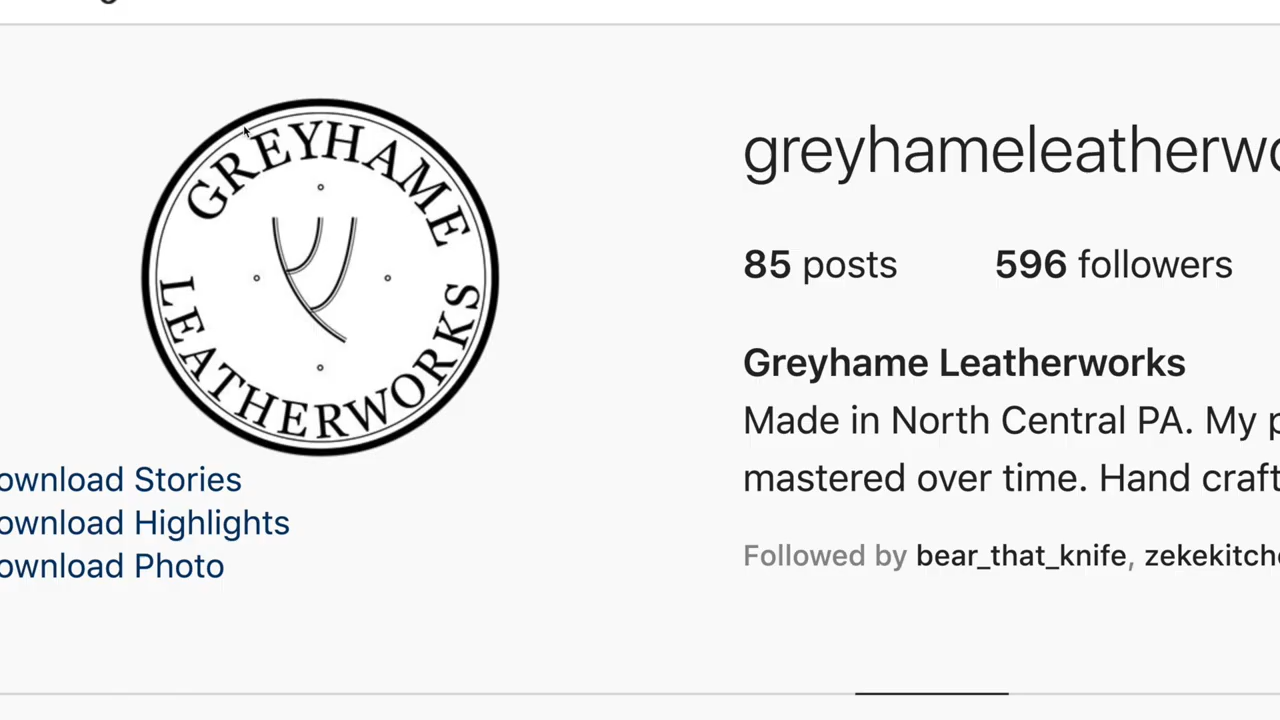 GREYHAME
LEATHERWORKS
greyhameleatherwo
85 posts 596 followers
Greyhame Leatherworks
Made in North Central PA. My p
mastered over time. Hand craft
Followed by bear_that_knife, zekekitche
ownload Stories
ownload Highlights
ownload Photo